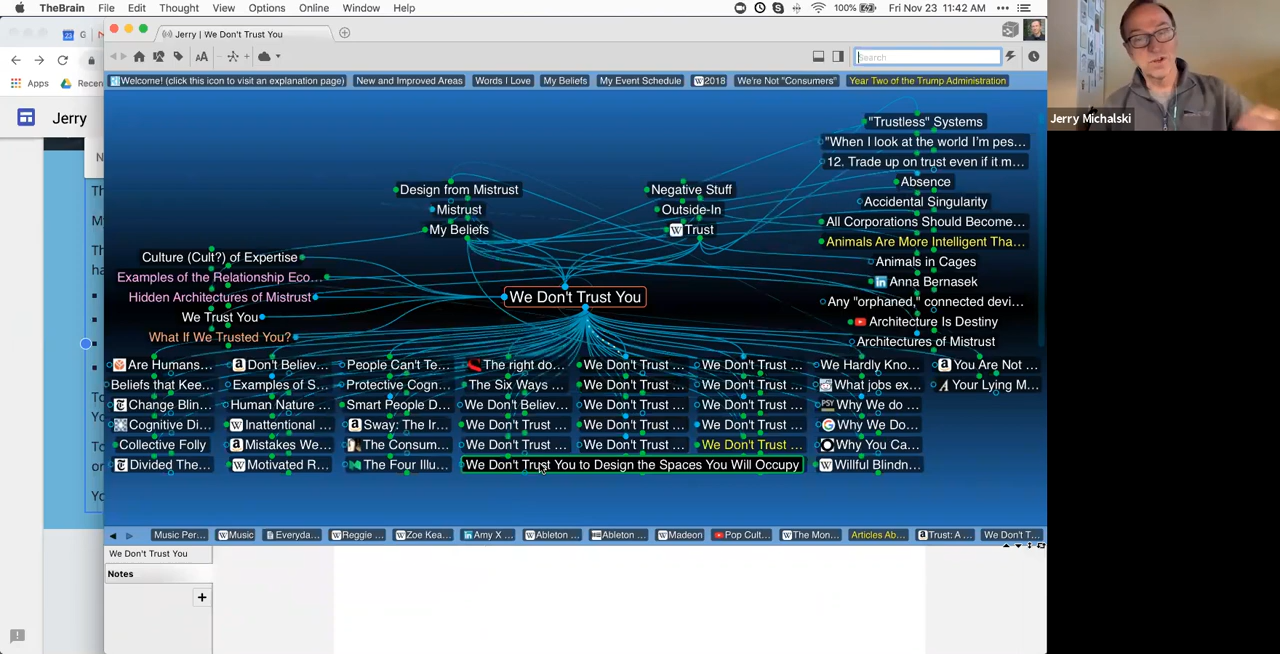 TheBrain File Edit Thought View Options Online Window Help
100% Fri Nov 23 11:42 AM
Jerry | We Don't Trust You
23 G
AA
Search
Apps Recen
Welcome! (click this icon to visit an explanation page) New and Improved Areas Words I Love My Beliefs My Event Schedule W 2018 We're Not "Consumers" Year Two of the Trump Administration
Jerry
Jerry Michalski
"Trustless" Systems
"When I look at the world I'm pes...
12. Trade up on trust even if it m...
Absence
Accidental Singularity
All Corporations Should Become...
Animals Are More Intelligent Tha...
Animals in Cages
Anna Bernasek
Any "orphaned," connected devi...
Architecture Is Destiny
Architectures of Mistrust
Design from Mistrust
Mistrust
My Beliefs
Negative Stuff
Outside-In
W Trust
Culture (Cult?) of Expertise
Examples of the Relationship Eco...
Hidden Architectures of Mistrust
We Trust You
What If We Trusted You?
We Don't Trust You
Are Humans... Don't Believ... People Can't Te... The right do... We Don't Trust ... We Don't Trust ... We Hardly Kno... You Are Not ...
Beliefs that Kee... Examples of S... Protective Cogn... The Six Ways ... We Don't Trust ... We Don't Trust ... What jobs ex... Your Lying M...
Change Blin... Human Nature ... Smart People D... We Don't Believ... We Don't Trust ... We Don't Trust ... PSY Why We do ...
Cognitive Di... W Inattentional ... Sway: The Ir... We Don't Trust ... We Don't Trust ... We Don't Trust ... Why We Do...
Collective Folly Mistakes We... The Consum... We Don't Trust ... We Don't Trust ... We Don't Trust ... Why You Ca...
Divided The... W Motivated R... The Four Illu... We Don't Trust You to Design the Spaces You Will Occupy W Willful Blindn...
Music Per... W Music Everyda... W Reggie ... W Zoe Kea... Amy X ... W Ableton ... Ableton ... W Madeon Pop Cult... W The Mon... Articles Ab... Trust: A ... We Don't T...
We Don't Trust You
Notes
+